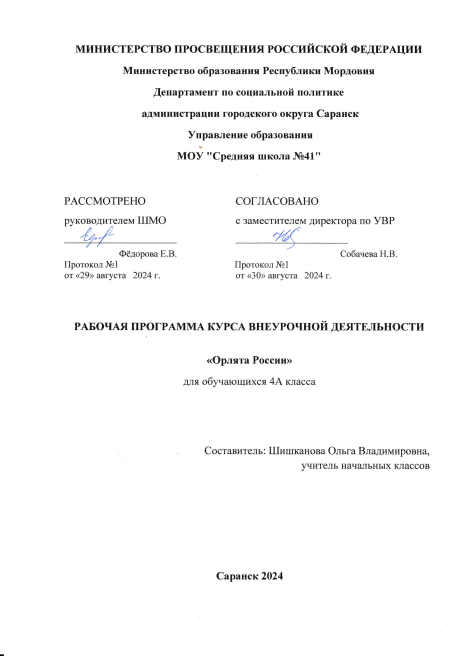 МИНИСТЕРСТВО ПРОСВЕЩЕНИЯ РОССИЙСКОЙ ФЕДЕРАЦИИ
Министерство образования Республики Мордовия
Департамент по социальной политике
администрации городского округа Саранск
Управление образования
МОУ "Средняя школа №41"
РАССМОТРЕНО
руководителем ШМО
Фёдорова Е.В.
Протокол №1
от «29» августа 2024 г.
СОГЛАСОВАНО
с заместителем директора по УВР
Собачева Н.В.
Протокол №1
от «30» августа 2024 г.
РАБОЧАЯ ПРОГРАММА КУРСА ВНЕУРОЧНОЙ ДЕЯТЕЛЬНОСТИ
«Орлята России»
для обучающихся 4А класса
Составитель: Шишканова Ольга Владимировна,
учитель начальных классов
Саранск 2024